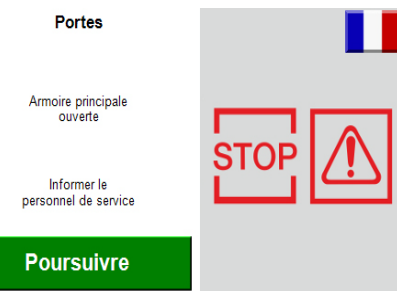 Portes
Armoire principale
ouverte
Informer le
personnel de service
Poursuivre
STOP